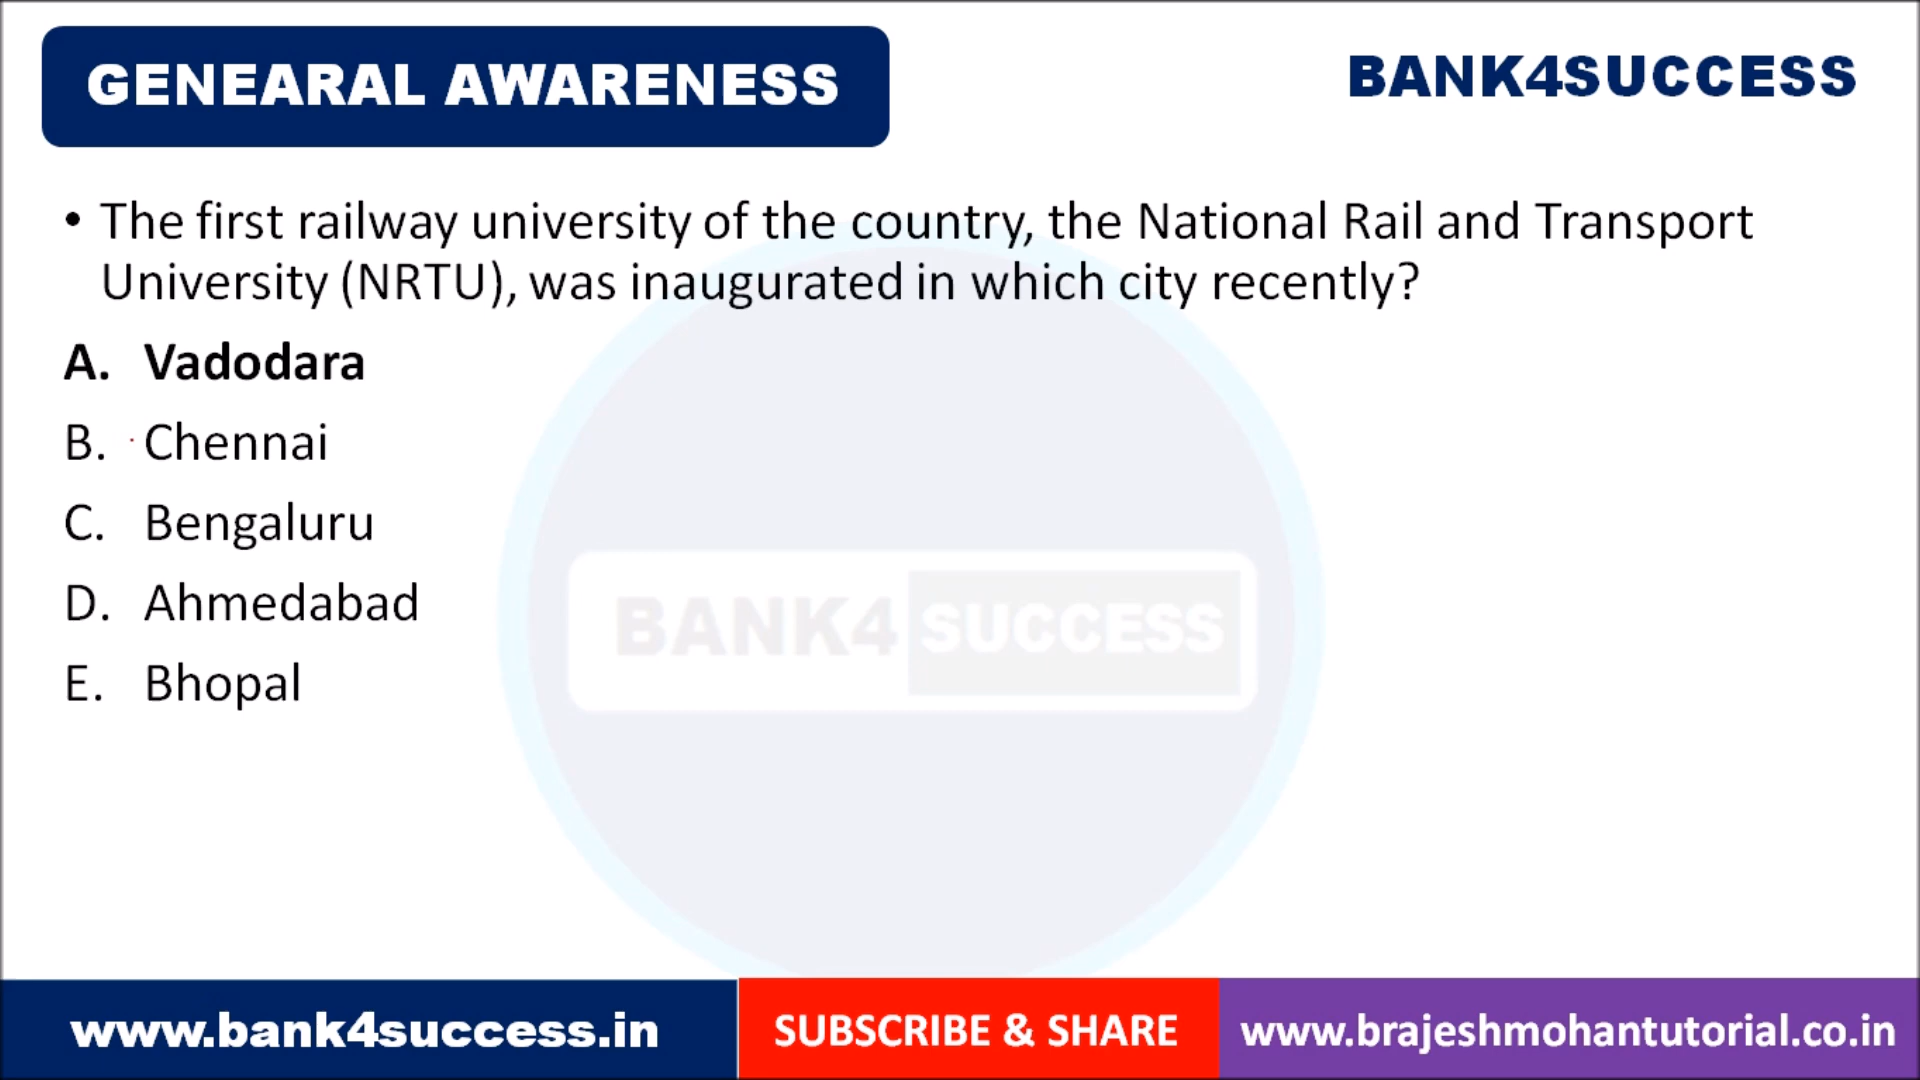 GENEARAL AWARENESS
BANK4SUCCESS
• The first railway university of the country, the National Rail and Transport
University (NRTU), was inaugurated in which city recently?
A. Vadodara
B. Chennai
C. Bengaluru
D. Ahmedabad
E. Bhopal
BANK4 SUCCESS
www.bank4success.in
SUBSCRIBE & SHARE
www.brajeshmohantutorial.co.in